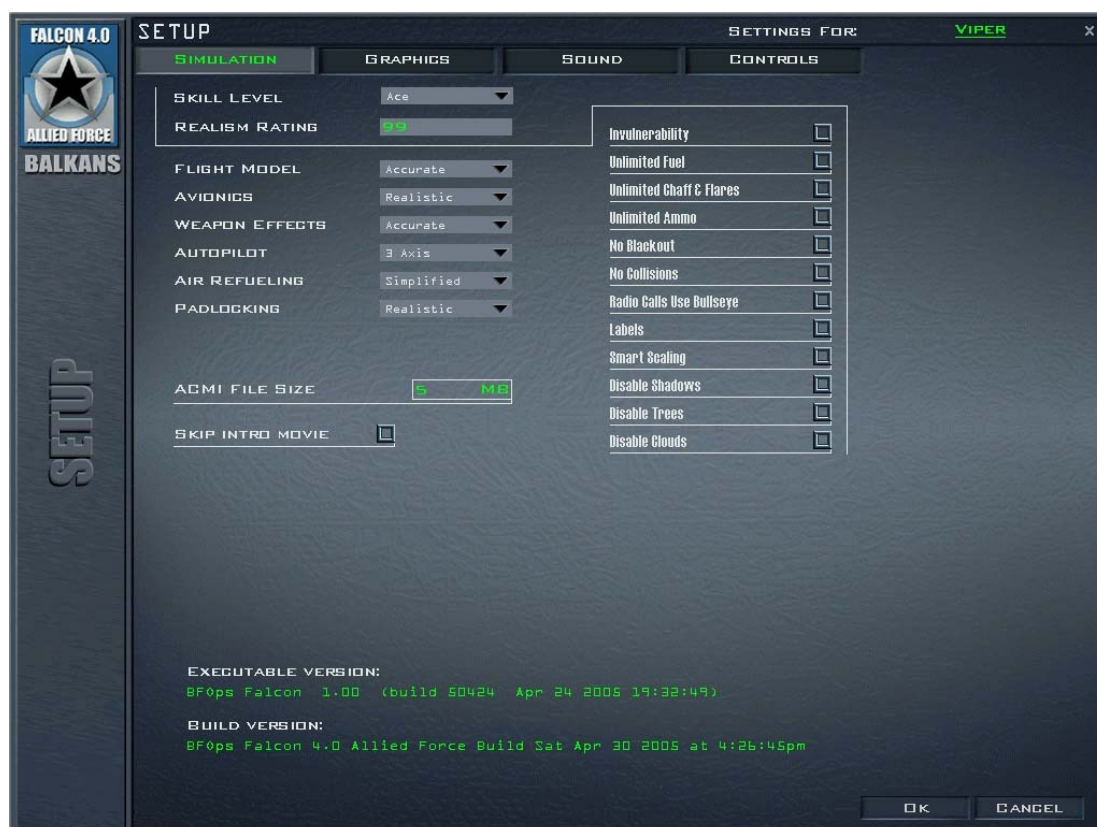 FALCON 4.0
ALLIED FORCE
BALKANS
SETUP
SETUP
SETTINGS FOR: VIPER X
SIMULATION GRAPHICS SOUND CONTROLS
SKILL LEVEL Ace
REALISM RATING 99
FLIGHT MODEL Accurate
AVIONICS Realistic
WEAPON EFFECTS Accurate
AUTOPILOT 3 Axis
AIR REFUELING Simplified
PADLOCKING Realistic
ACMI FILE SIZE 5 MB
SKIP INTRO MOVIE
Invulnerability
Unlimited Fuel
Unlimited Chaff & Flares
Unlimited Ammo
No Blackout
No Collisions
Radio Calls Use Bullseye
Labels
Smart Scaling
Disable Shadows
Disable Trees
Disable Clouds
EXECUTABLE VERSION:
BFOps Falcon 1.00 (build 50424 Apr 24 2005 19:32:49)
BUILD VERSION:
BFOps Falcon 4.0 Allied Force Build Sat Apr 30 2005 at 4:26:45pm
OK CANCEL